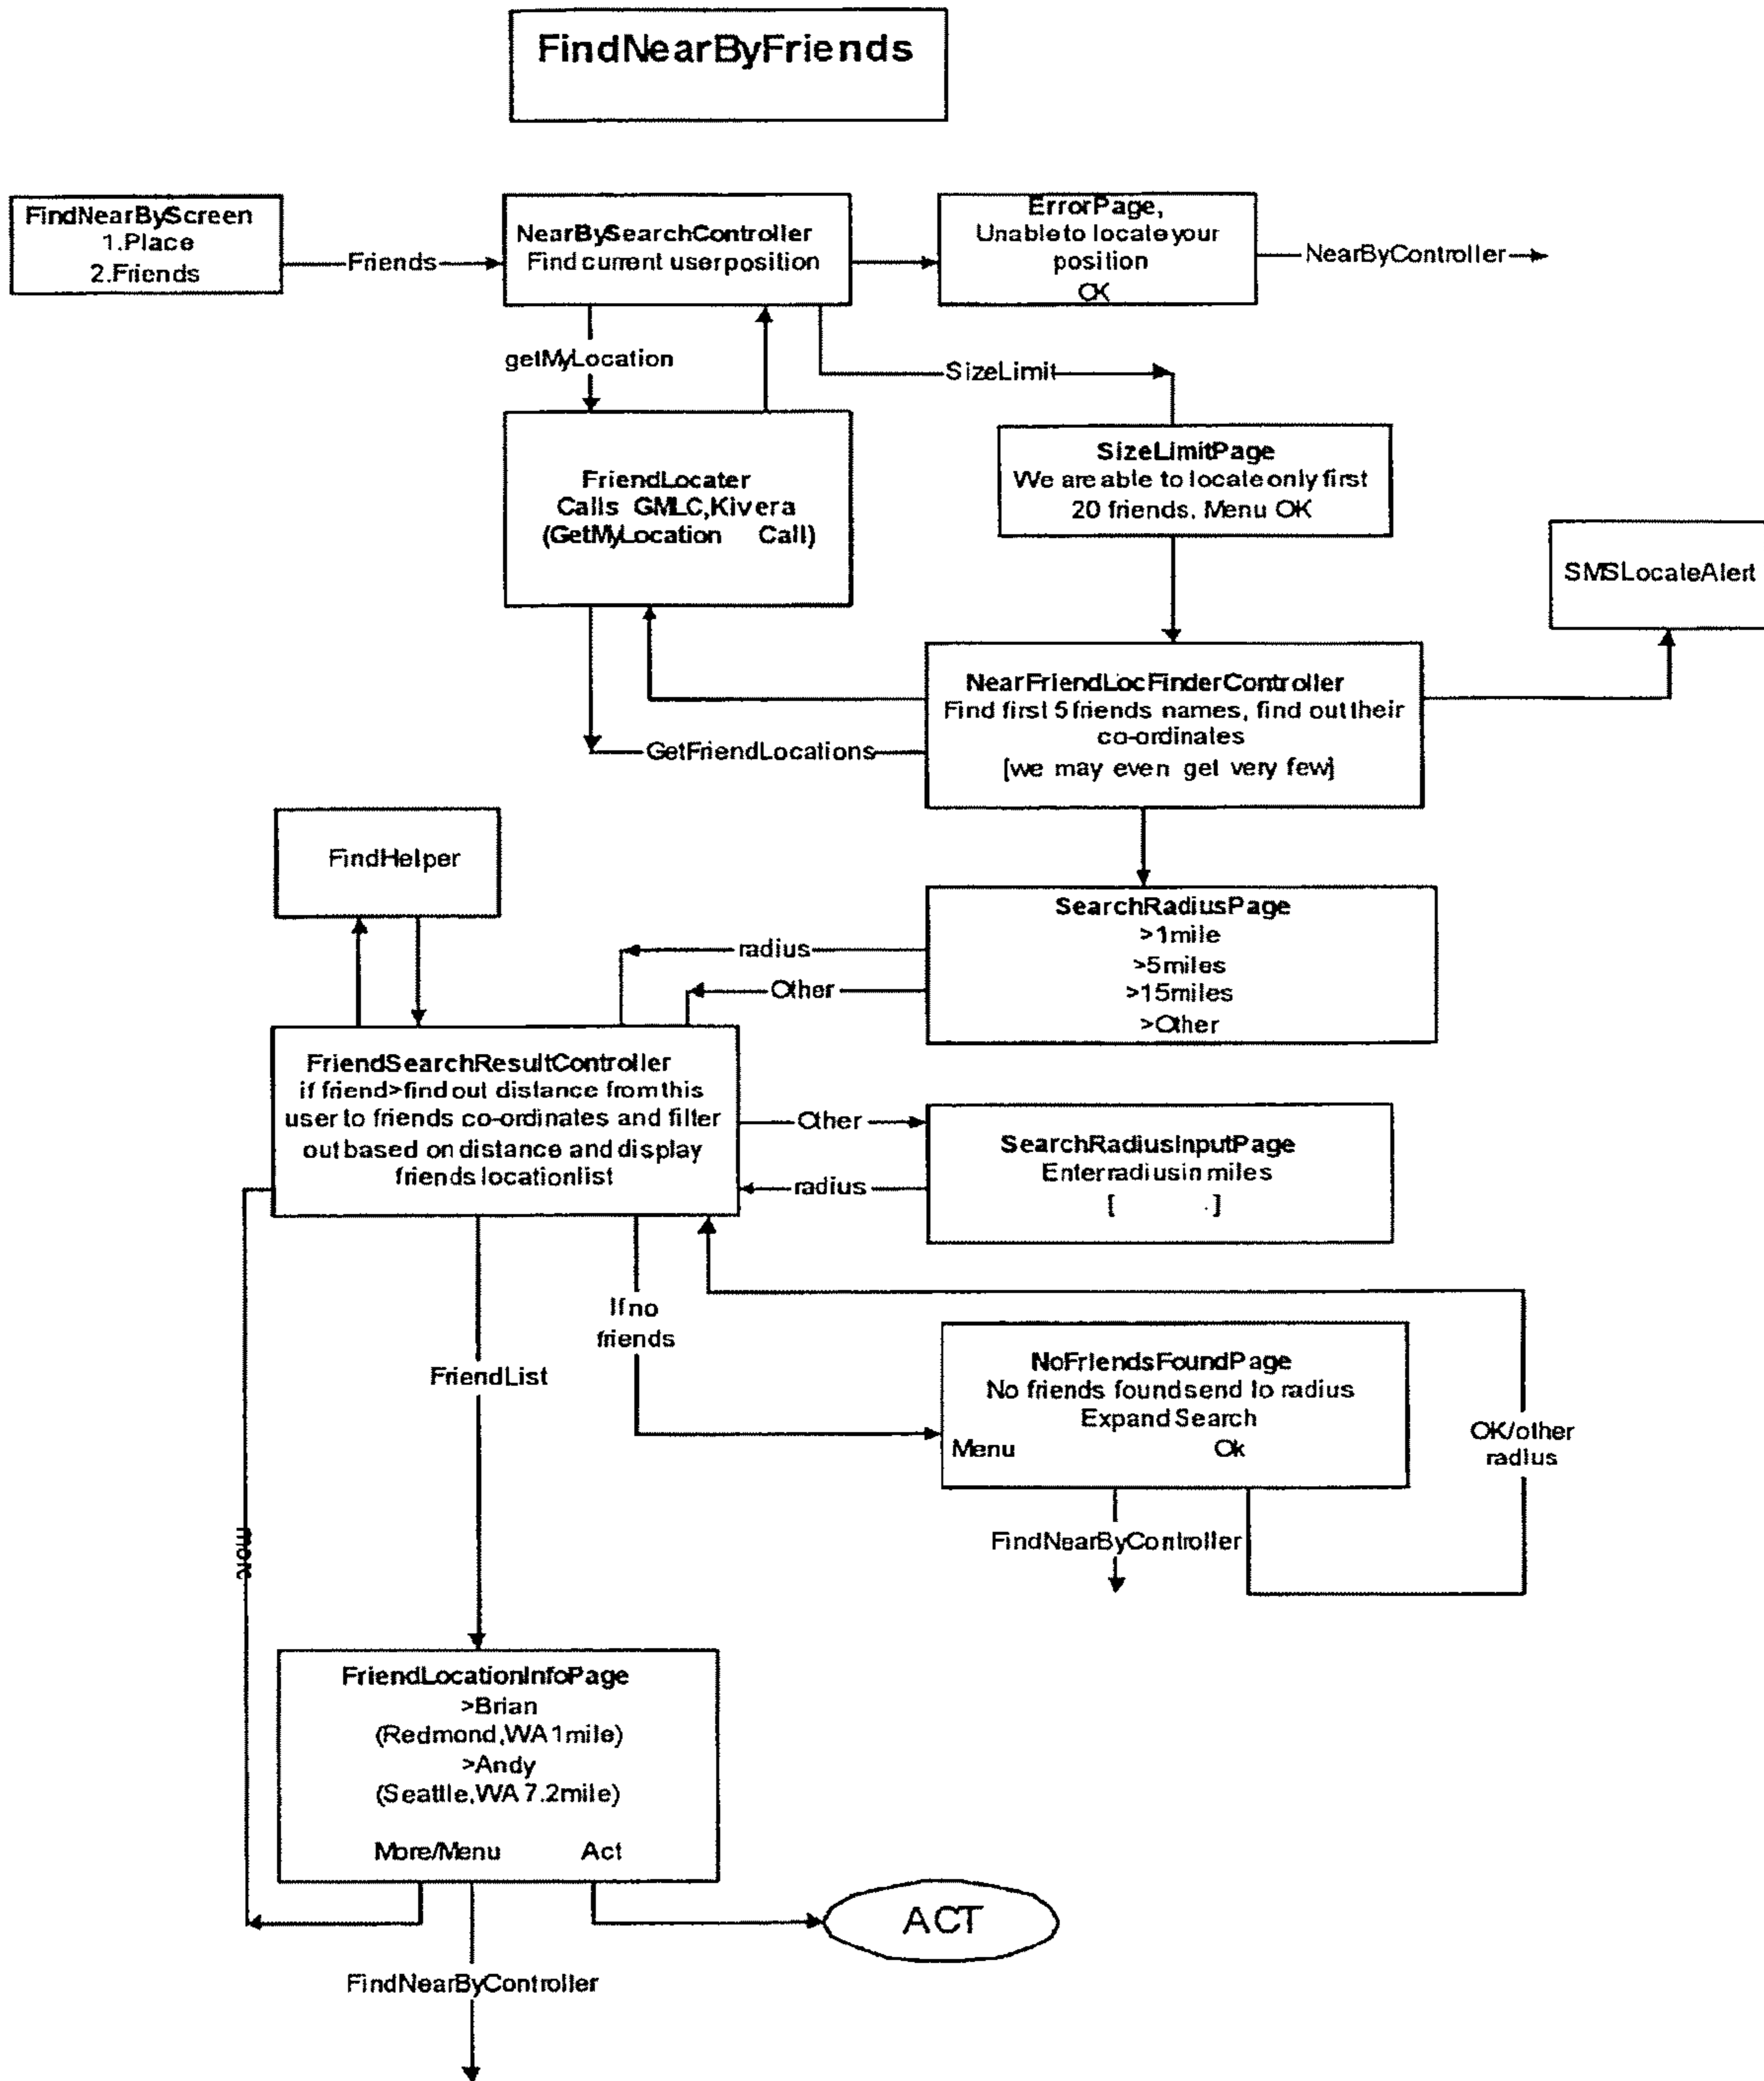 FindNearByFriends
FindNearByScreen
1.Place
2.Friends
Friends
NearBySearchController
Find current user position
ErrorPage,
Unable to locate your
position
OK
NearByController
getMyLocation
SizeLimit
FriendLocater
Calls GMLC,Kivera
(GetMyLocation Call)
SizeLimitPage
We are able to locate only first
20 friends. Menu OK
SMSLocateAlert
NearFriendLocFinderController
Find first 5 friends names, find out their
co-ordinates
[we may even get very few]
GetFriendLocations
FindHelper
SearchRadiusPage
>1mile
>5miles
>15miles
>Other
radius
Other
FriendSearchResultController
if friend>find out distance from this
user to friends co-ordinates and filter
out based on distance and display
friends location list
Other
radius
SearchRadiusInputPage
Enter radius in miles
[ .]
If no
friends
FriendList
NoFriendsFoundPage
No friends found send to radius
Expand Search
Menu Ok
OK/other
radius
FindNearByController
more
FriendLocationInfoPage
>Brian
(Redmond,WA 1mile)
>Andy
(Seattle,WA 7.2mile)
More/Menu Act
ACT
FindNearByController